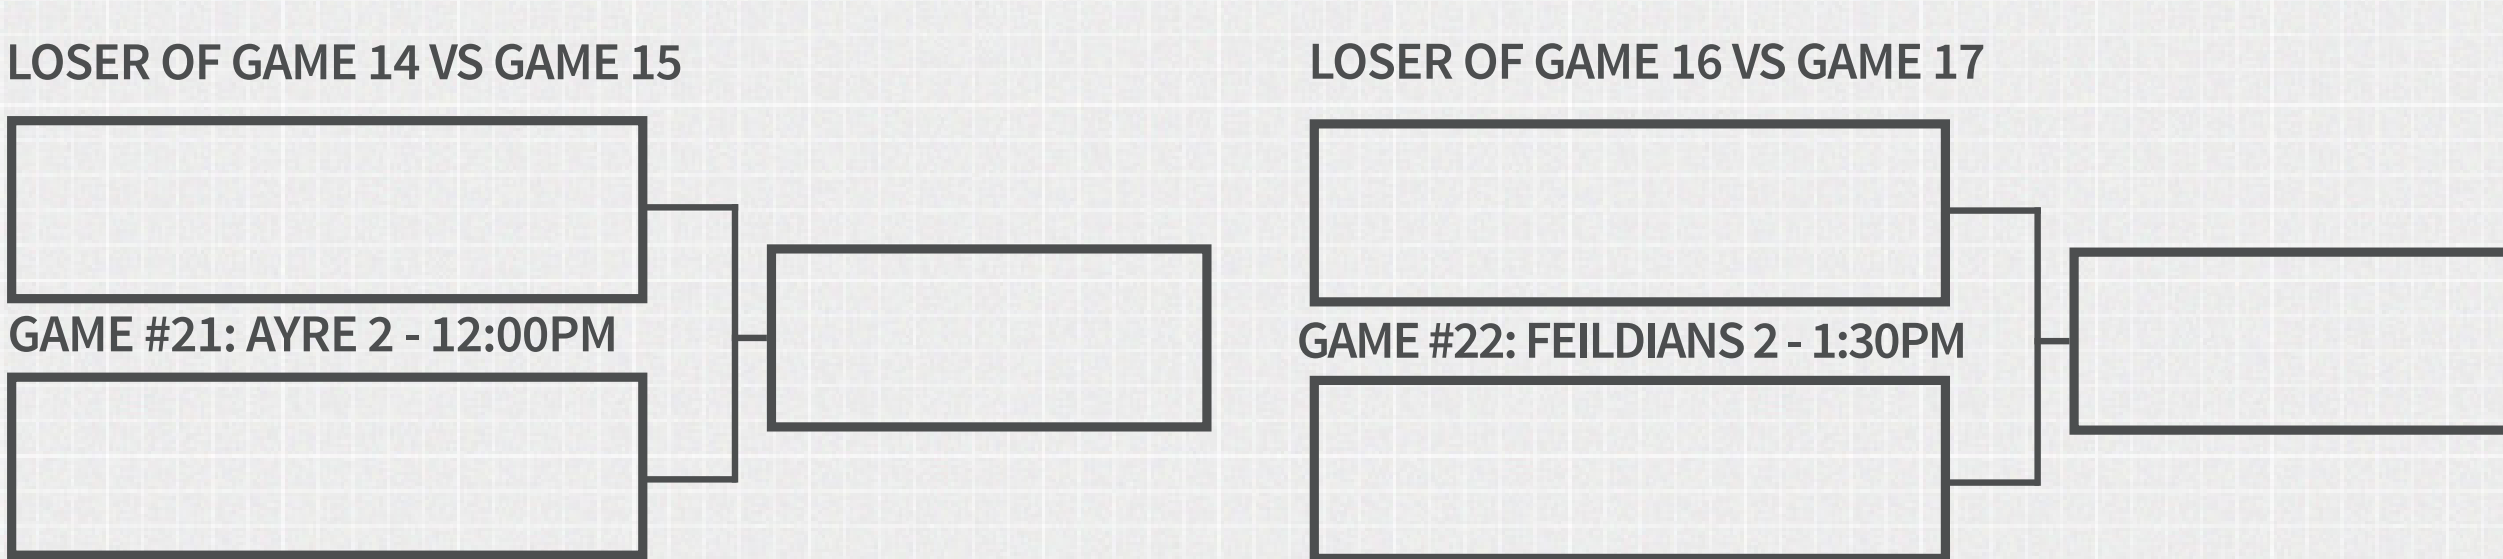 LOSER OF GAME 14 VS GAME 15
GAME #21: AYRE 2 - 12:00PM
LOSER OF GAME 16 VS GAME 17
GAME #22: FEILDIANS 2 - 1:30PM